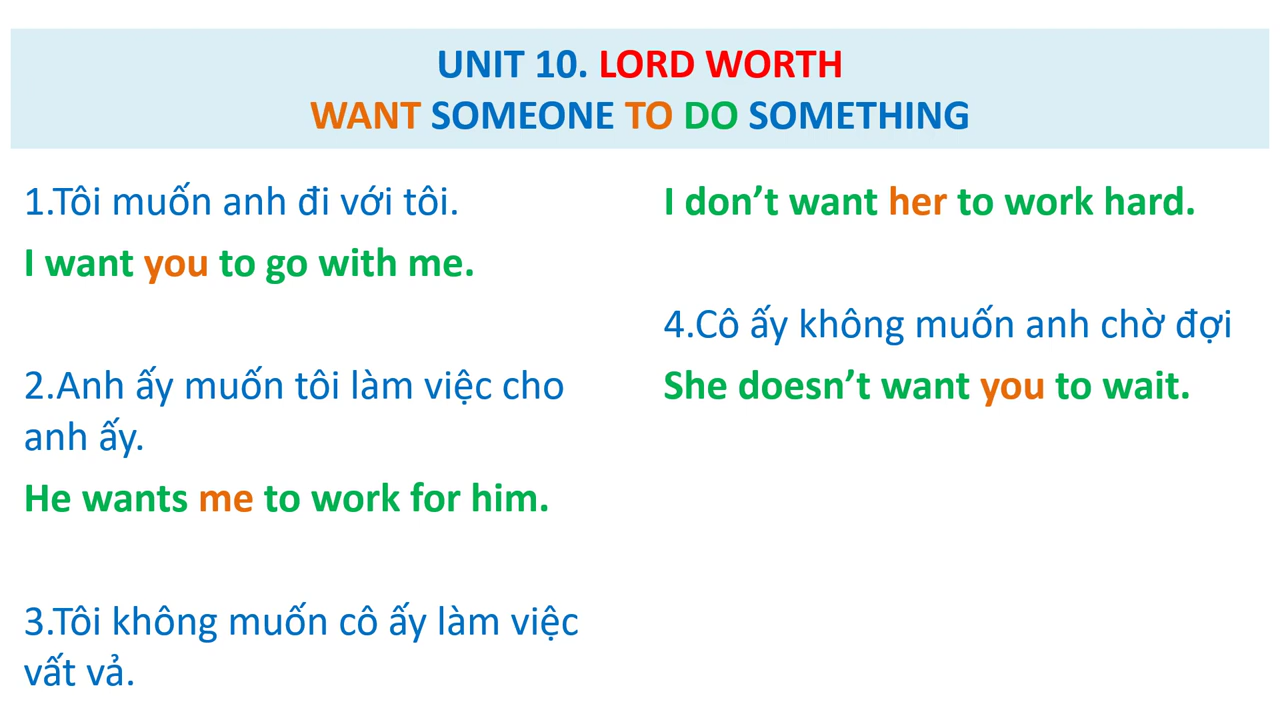 UNIT 10. LORD WORTH
WANT SOMEONE TO DO SOMETHING
1.Tôi muốn anh đi với tôi.
I want you to go with me.
2.Anh ấy muốn tôi làm việc cho
anh ấy.
He wants me to work for him.
3.Tôi không muốn cô ấy làm việc
vất vả.
I don’t want her to work hard.
4.Cô ấy không muốn anh chờ đợi
She doesn’t want you to wait.